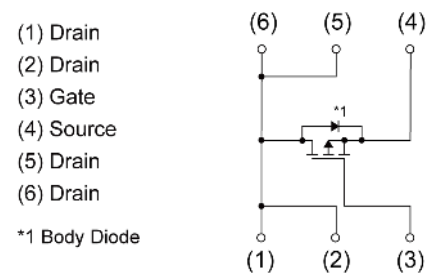 (1) Drain
(2) Drain
(3) Gate
(4) Source
(5) Drain
(6) Drain
*1 Body Diode
(6) (5) (4)
*1
(1) (2) (3)